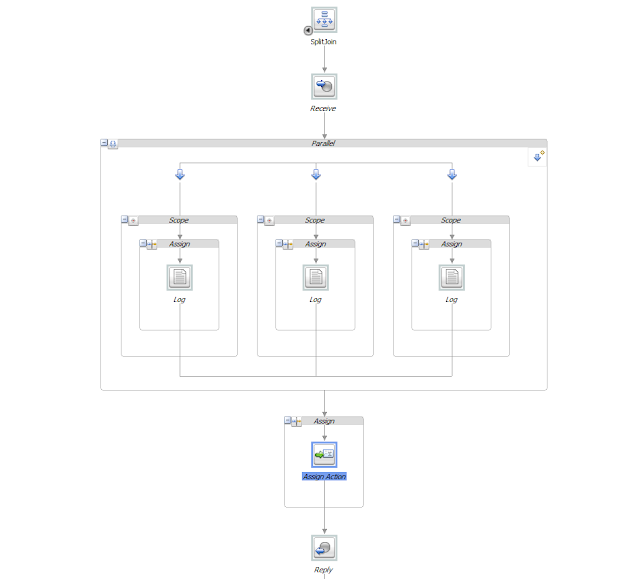 SplitJoin
Receive
Parallel
Scope Scope Scope
Assign Assign Assign
Log Log Log
Assign
Assign Action
Reply